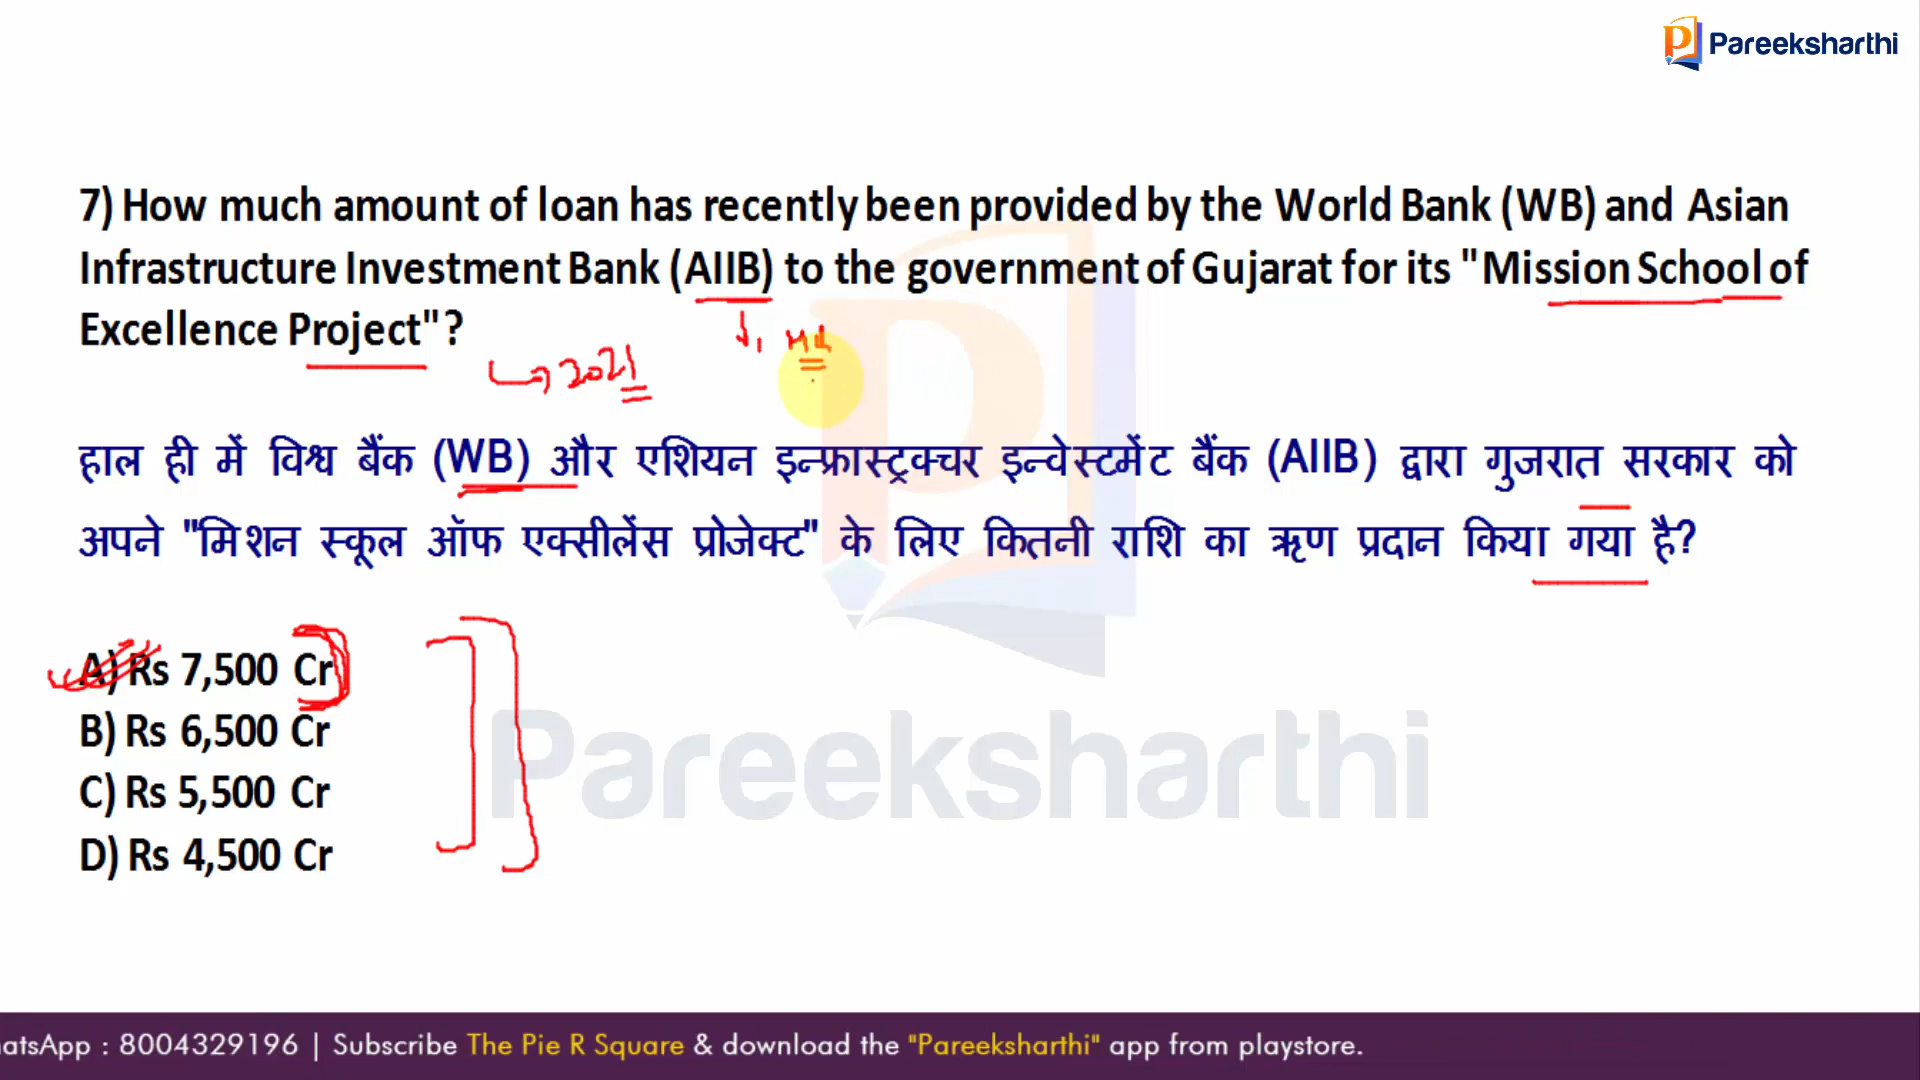 Pareeksharthi
7) How much amount of loan has recently been provided by the World Bank (WB) and Asian
Infrastructure Investment Bank (AIIB) to the government of Gujarat for its "Mission School of
Excellence Project"?
2021
हाल ही में विश्व बैंक (WB) और एशियन इन्फ्रास्ट्रक्चर इन्वेस्टमेंट बैंक (AIIB) द्वारा गुजरात सरकार को
अपने "मिशन स्कूल ऑफ एक्सीलेंस प्रोजेक्ट" के लिए कितनी राशि का ऋण प्रदान किया गया है?
A) Rs 7,500 Cr
B) Rs 6,500 Cr
C) Rs 5,500 Cr
D) Rs 4,500 Cr
Pareeksharthi
atsApp : 8004329196 | Subscribe The Pie R Square & download the "Pareeksharthi" app from playstore.